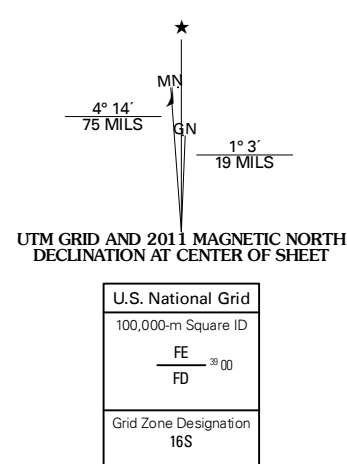 ★
MN
4° 14´
75 MILS
GN
1° 3´
19 MILS
UTM GRID AND 2011 MAGNETIC NORTH
DECLINATION AT CENTER OF SHEET
U.S. National Grid
100,000-m Square ID
FE
39 00
FD
Grid Zone Designation
16S